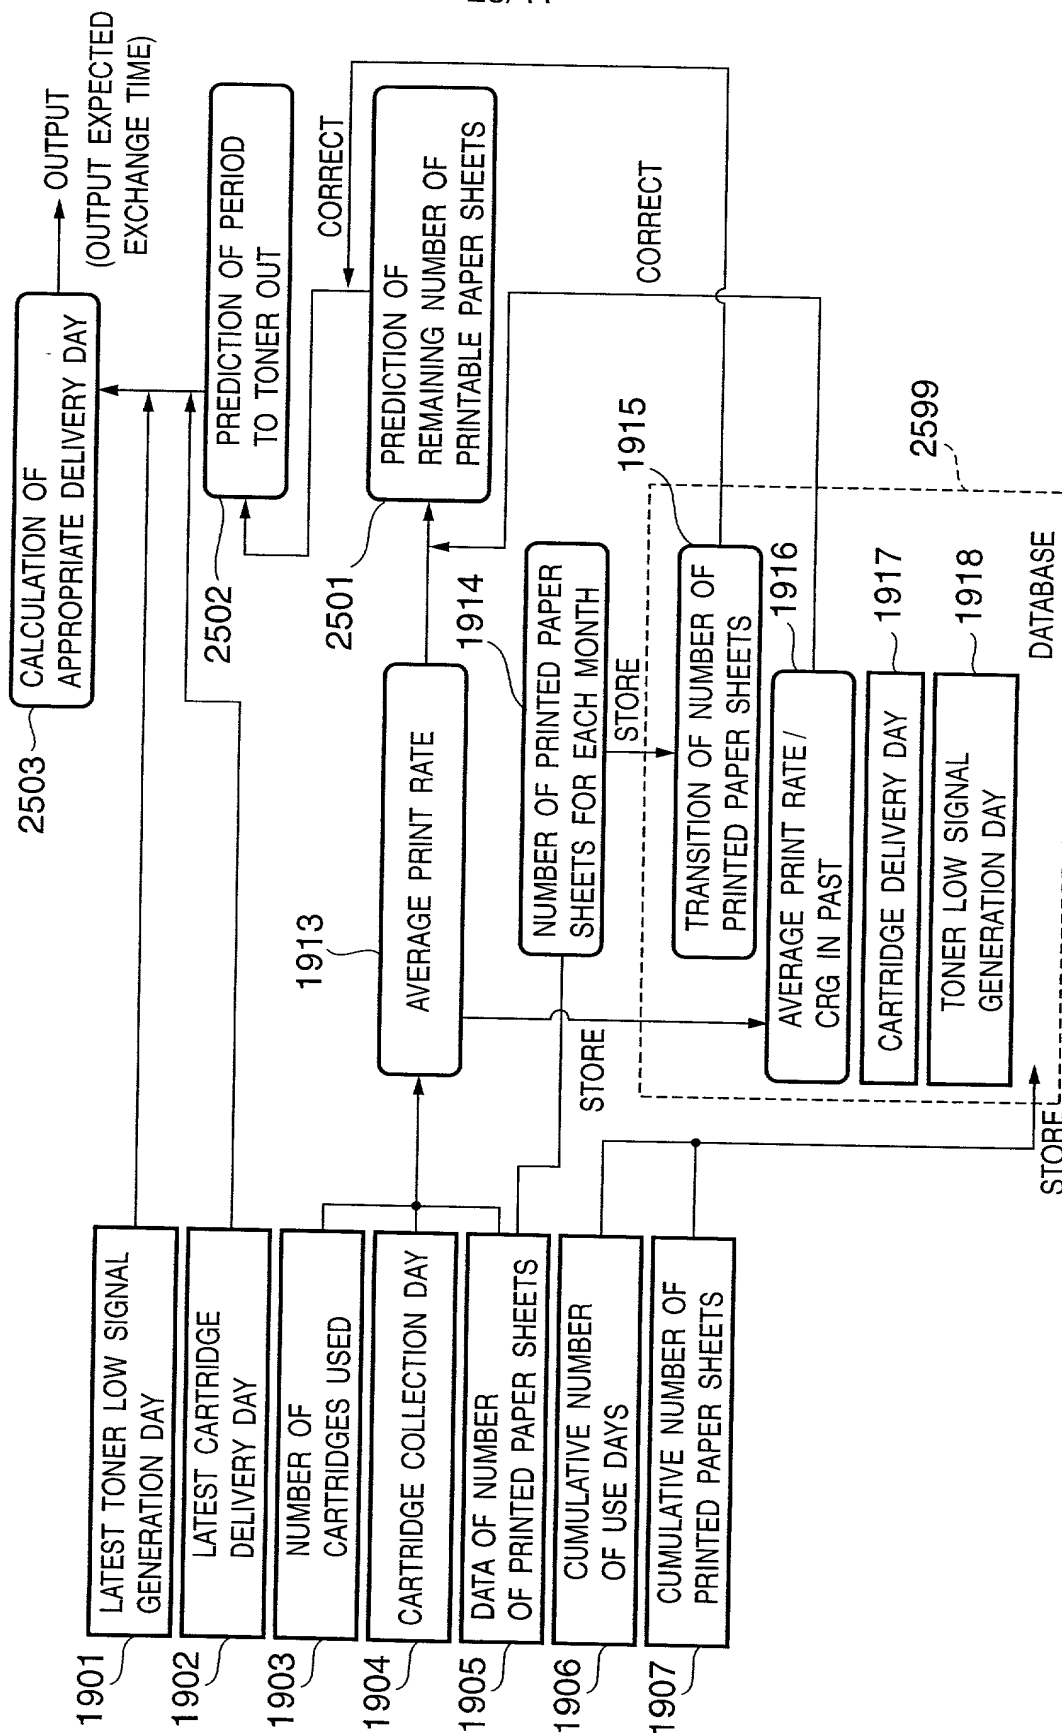 LATEST TONER LOW SIGNAL
GENERATION DAY
1901
LATEST CARTRIDGE
DELIVERY DAY
1902
NUMBER OF
CARTRIDGES USED
1903
CARTRIDGE COLLECTION DAY
1904
DATA OF NUMBER
OF PRINTED PAPER SHEETS
1905
CUMULATIVE NUMBER
OF USE DAYS
1906
CUMULATIVE NUMBER OF
PRINTED PAPER SHEETS
1907
1913
AVERAGE PRINT RATE
1914
NUMBER OF PRINTED PAPER
SHEETS FOR EACH MONTH
STORE
STORE
STORE
1915
TRANSITION OF NUMBER OF
PRINTED PAPER SHEETS
1916
AVERAGE PRINT RATE /
CRG IN PAST
1917
CARTRIDGE DELIVERY DAY
1918
TONER LOW SIGNAL
GENERATION DAY
DATABASE
2599
2501
PREDICTION OF
REMAINING NUMBER OF
PRINTABLE PAPER SHEETS
CORRECT
CORRECT
2502
PREDICTION OF PERIOD
TO TONER OUT
2503
CALCULATION OF
APPROPRIATE DELIVERY DAY
OUTPUT
(OUTPUT EXPECTED
EXCHANGE TIME)